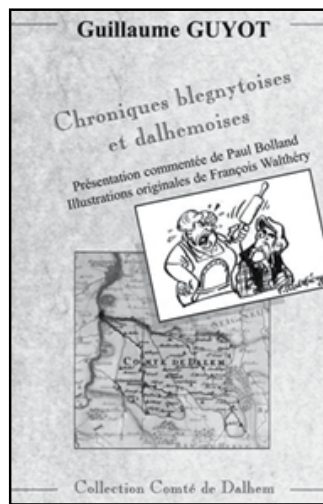 Guillaume GUYOT
Chroniques blegnytoises
et dalhemoises
Présentation commentée de Paul Bolland
Illustrations originales de François Walthéry
COMTÉ DE DALEM
Collection Comté de Dalhem